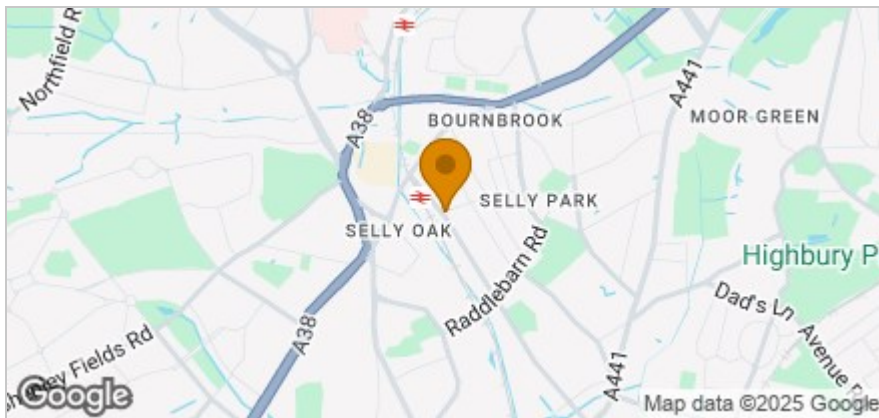 Northfield R
A38
A441
BOURNBROOK
MOOR GREEN
SELLY PARK
SELLY OAK
Highbury P
Raddlebarn Rd
Dad's Ln
A38
Avenue
Fields Rd
A441
Google
Map data ©2025 Google